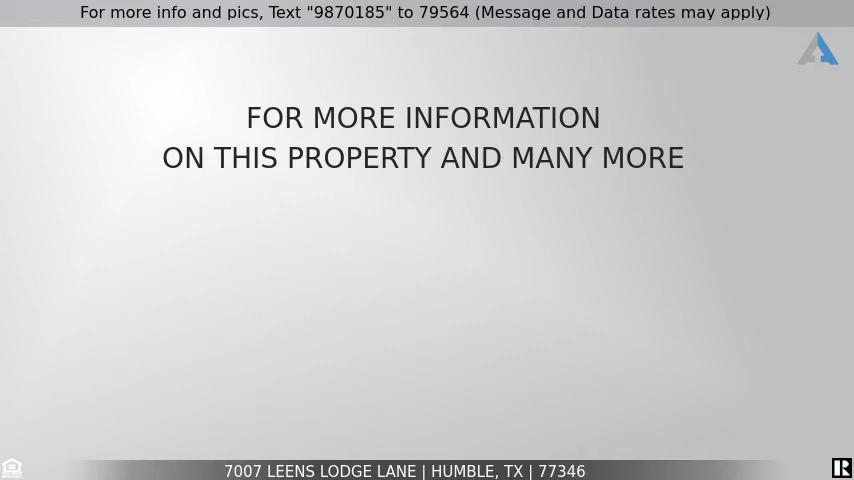 For more info and pics, Text "9870185" to 79564 (Message and Data rates may apply)
FOR MORE INFORMATION
ON THIS PROPERTY AND MANY MORE
7007 LEENS LODGE LANE | HUMBLE, TX | 77346